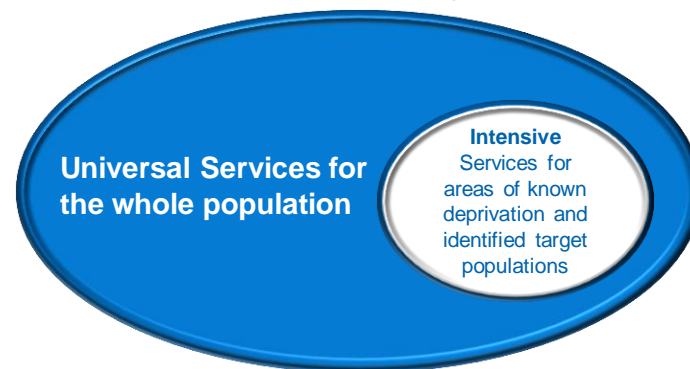 Universal Services for
the whole population
Intensive
Services for
areas of known
deprivation and
identified target
populations